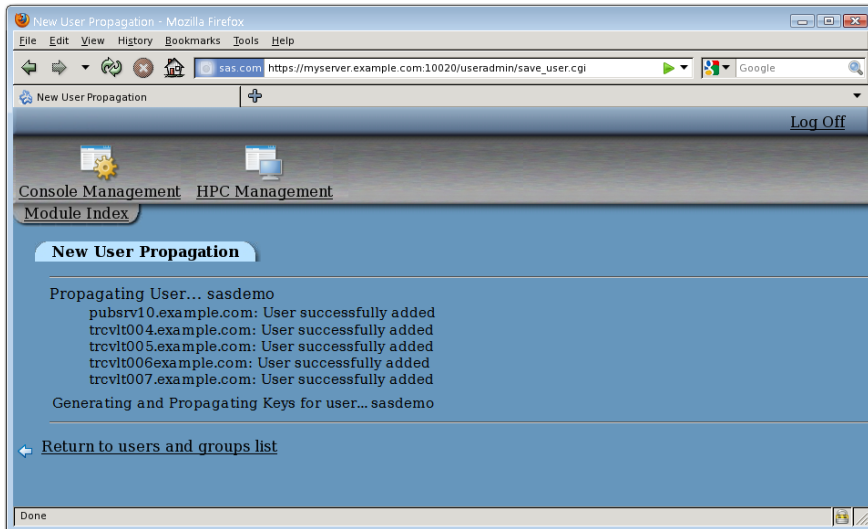 New User Propagation - Mozilla Firefox
File Edit View History Bookmarks Tools Help
sas.com https://myserver.example.com:10020/useradmin/save_user.cgi Google
New User Propagation
Log Off
Console Management HPC Management
Module Index
New User Propagation
Propagating User... sasdemo
pubsrv10.example.com: User successfully added
trcvlt004.example.com: User successfully added
trcvlt005.example.com: User successfully added
trcvlt006example.com: User successfully added
trcvlt007.example.com: User successfully added
Generating and Propagating Keys for user... sasdemo
Return to users and groups list
Done